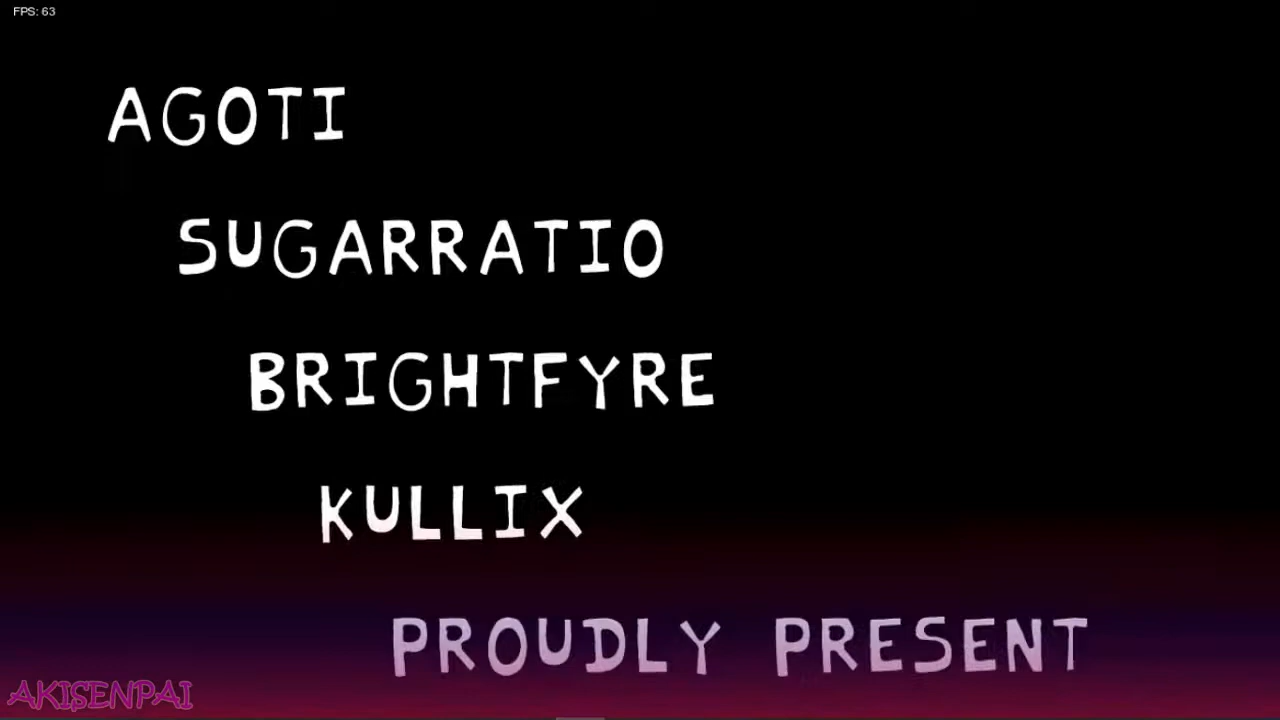 FPS: 63
AGOTI
SUGARRATIO
BRIGHTFYRE
KULLIX
PROUDLY PRESENT
AKISENPAI